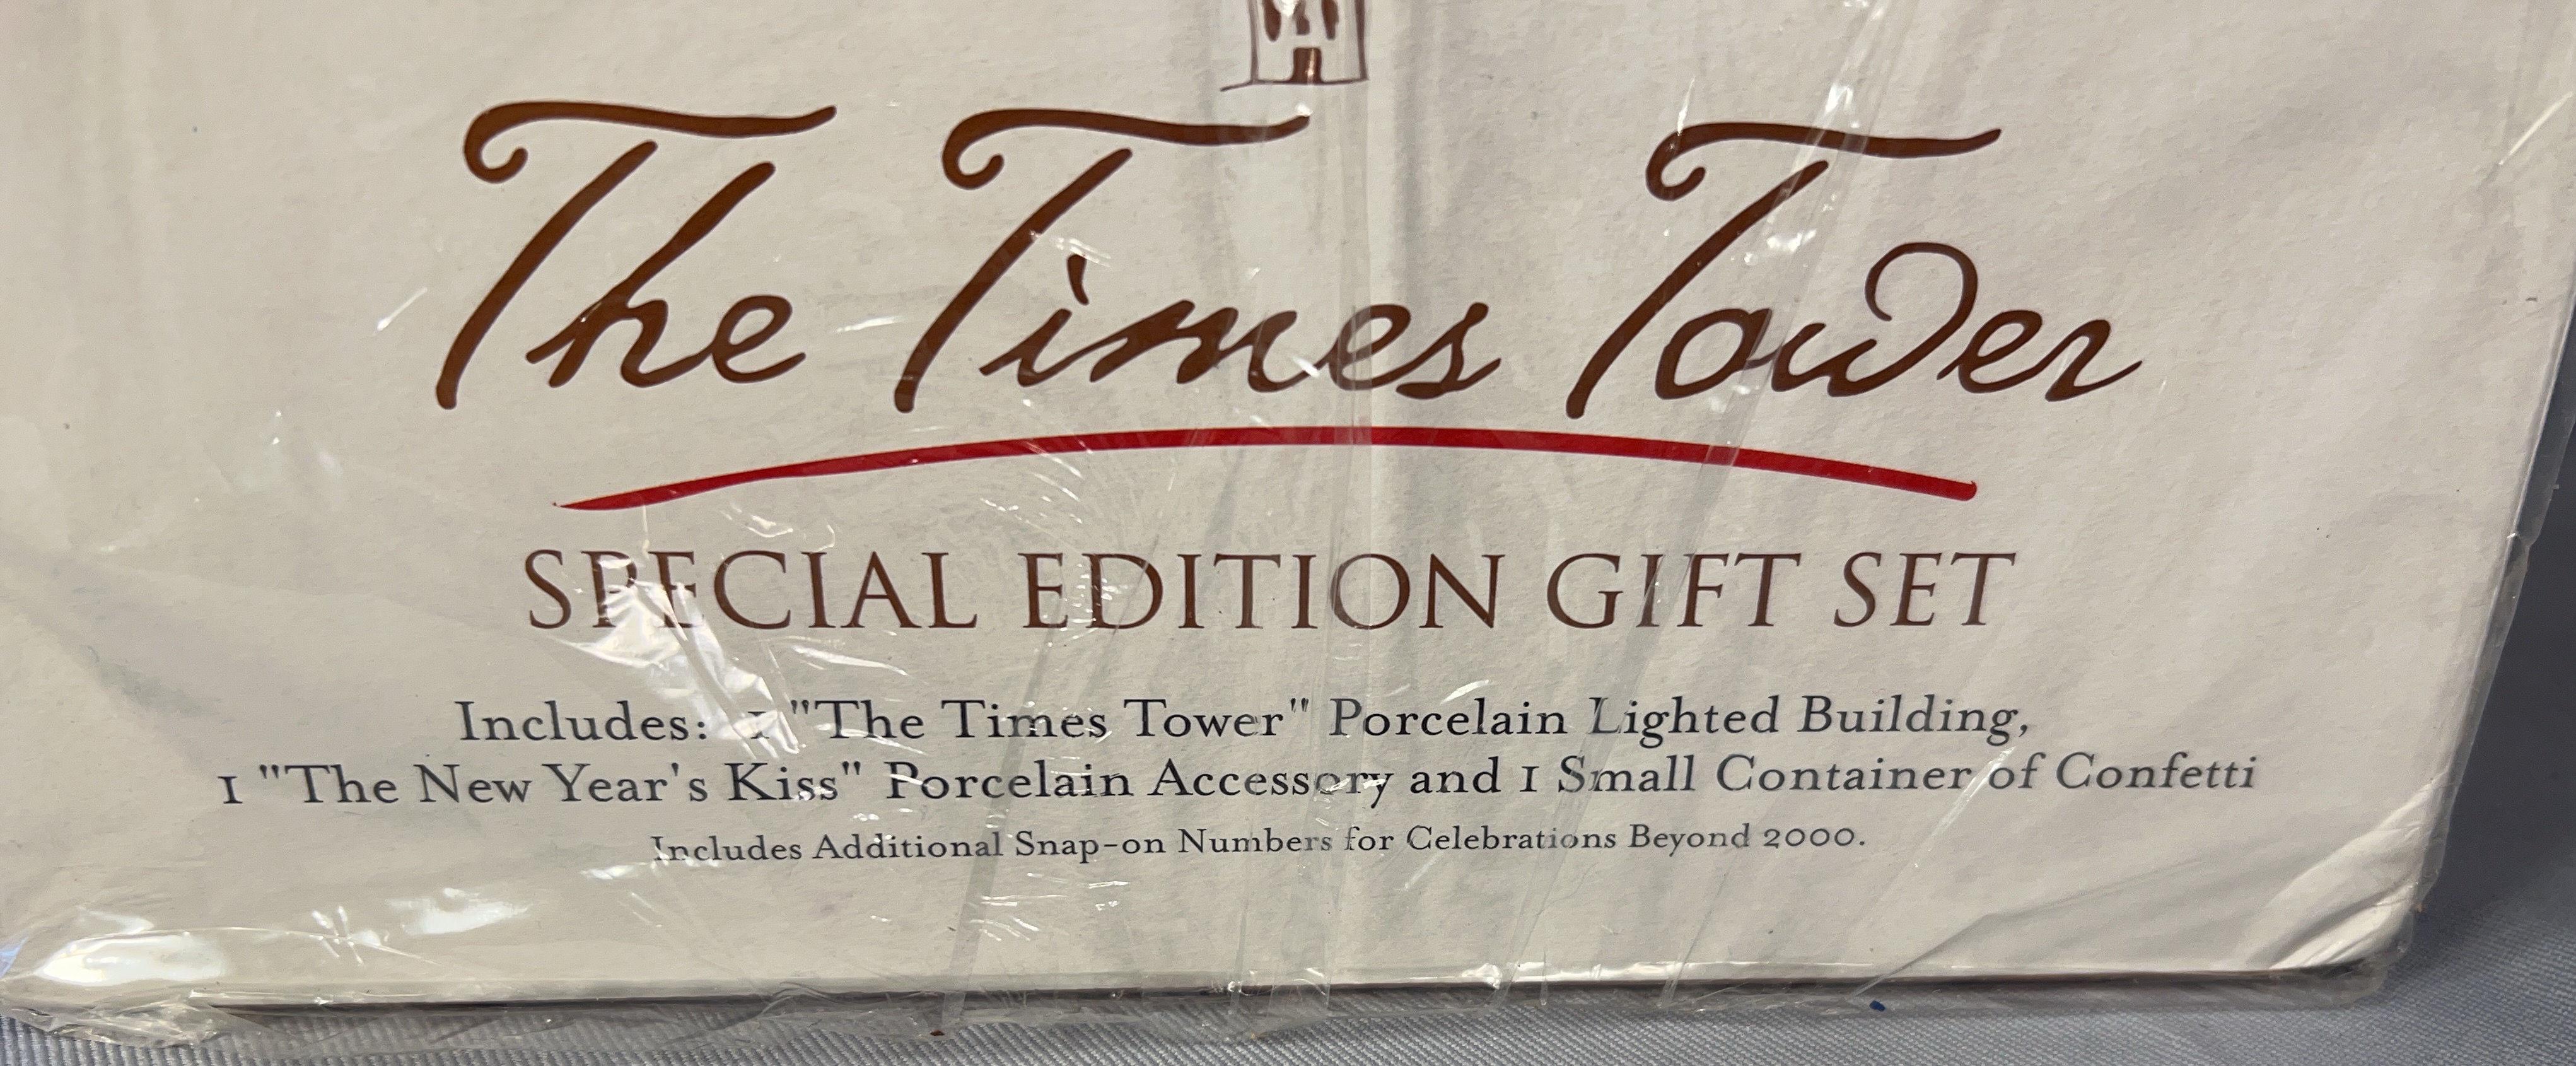 The Times Tower
SPECIAL EDITION GIFT SET
Includes: 1 "The Times Tower" Porcelain Lighted Building,
1 "The New Year's Kiss" Porcelain Accessory and 1 Small Container of Confetti
Includes Additional Snap-on Numbers for Celebrations Beyond 2000.